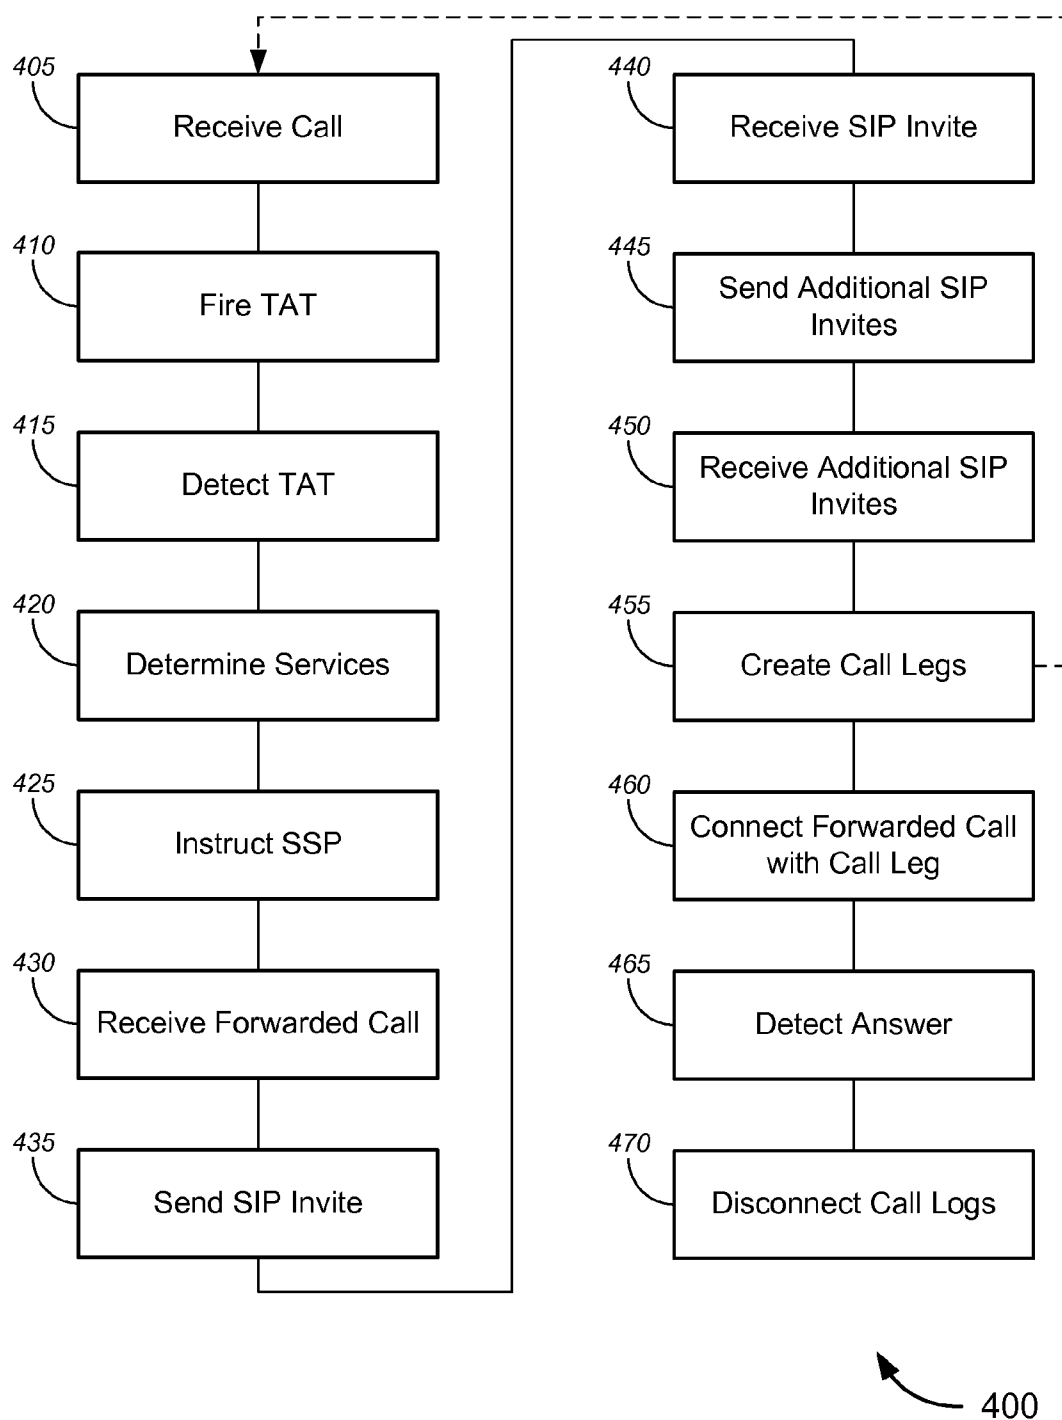 405
Receive Call
410
Fire TAT
415
Detect TAT
420
Determine Services
425
Instruct SSP
430
Receive Forwarded Call
435
Send SIP Invite
440
Receive SIP Invite
445
Send Additional SIP
Invites
450
Receive Additional SIP
Invites
455
Create Call Legs
460
Connect Forwarded Call
with Call Leg
465
Detect Answer
470
Disconnect Call Logs
400